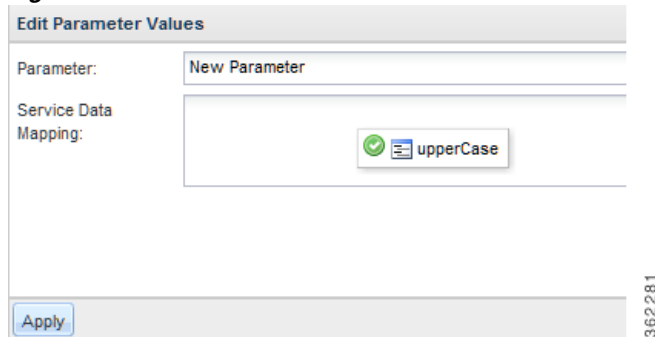 Edit Parameter Values
Parameter:
New Parameter
Service Data
Mapping:
upperCase
Apply
362281